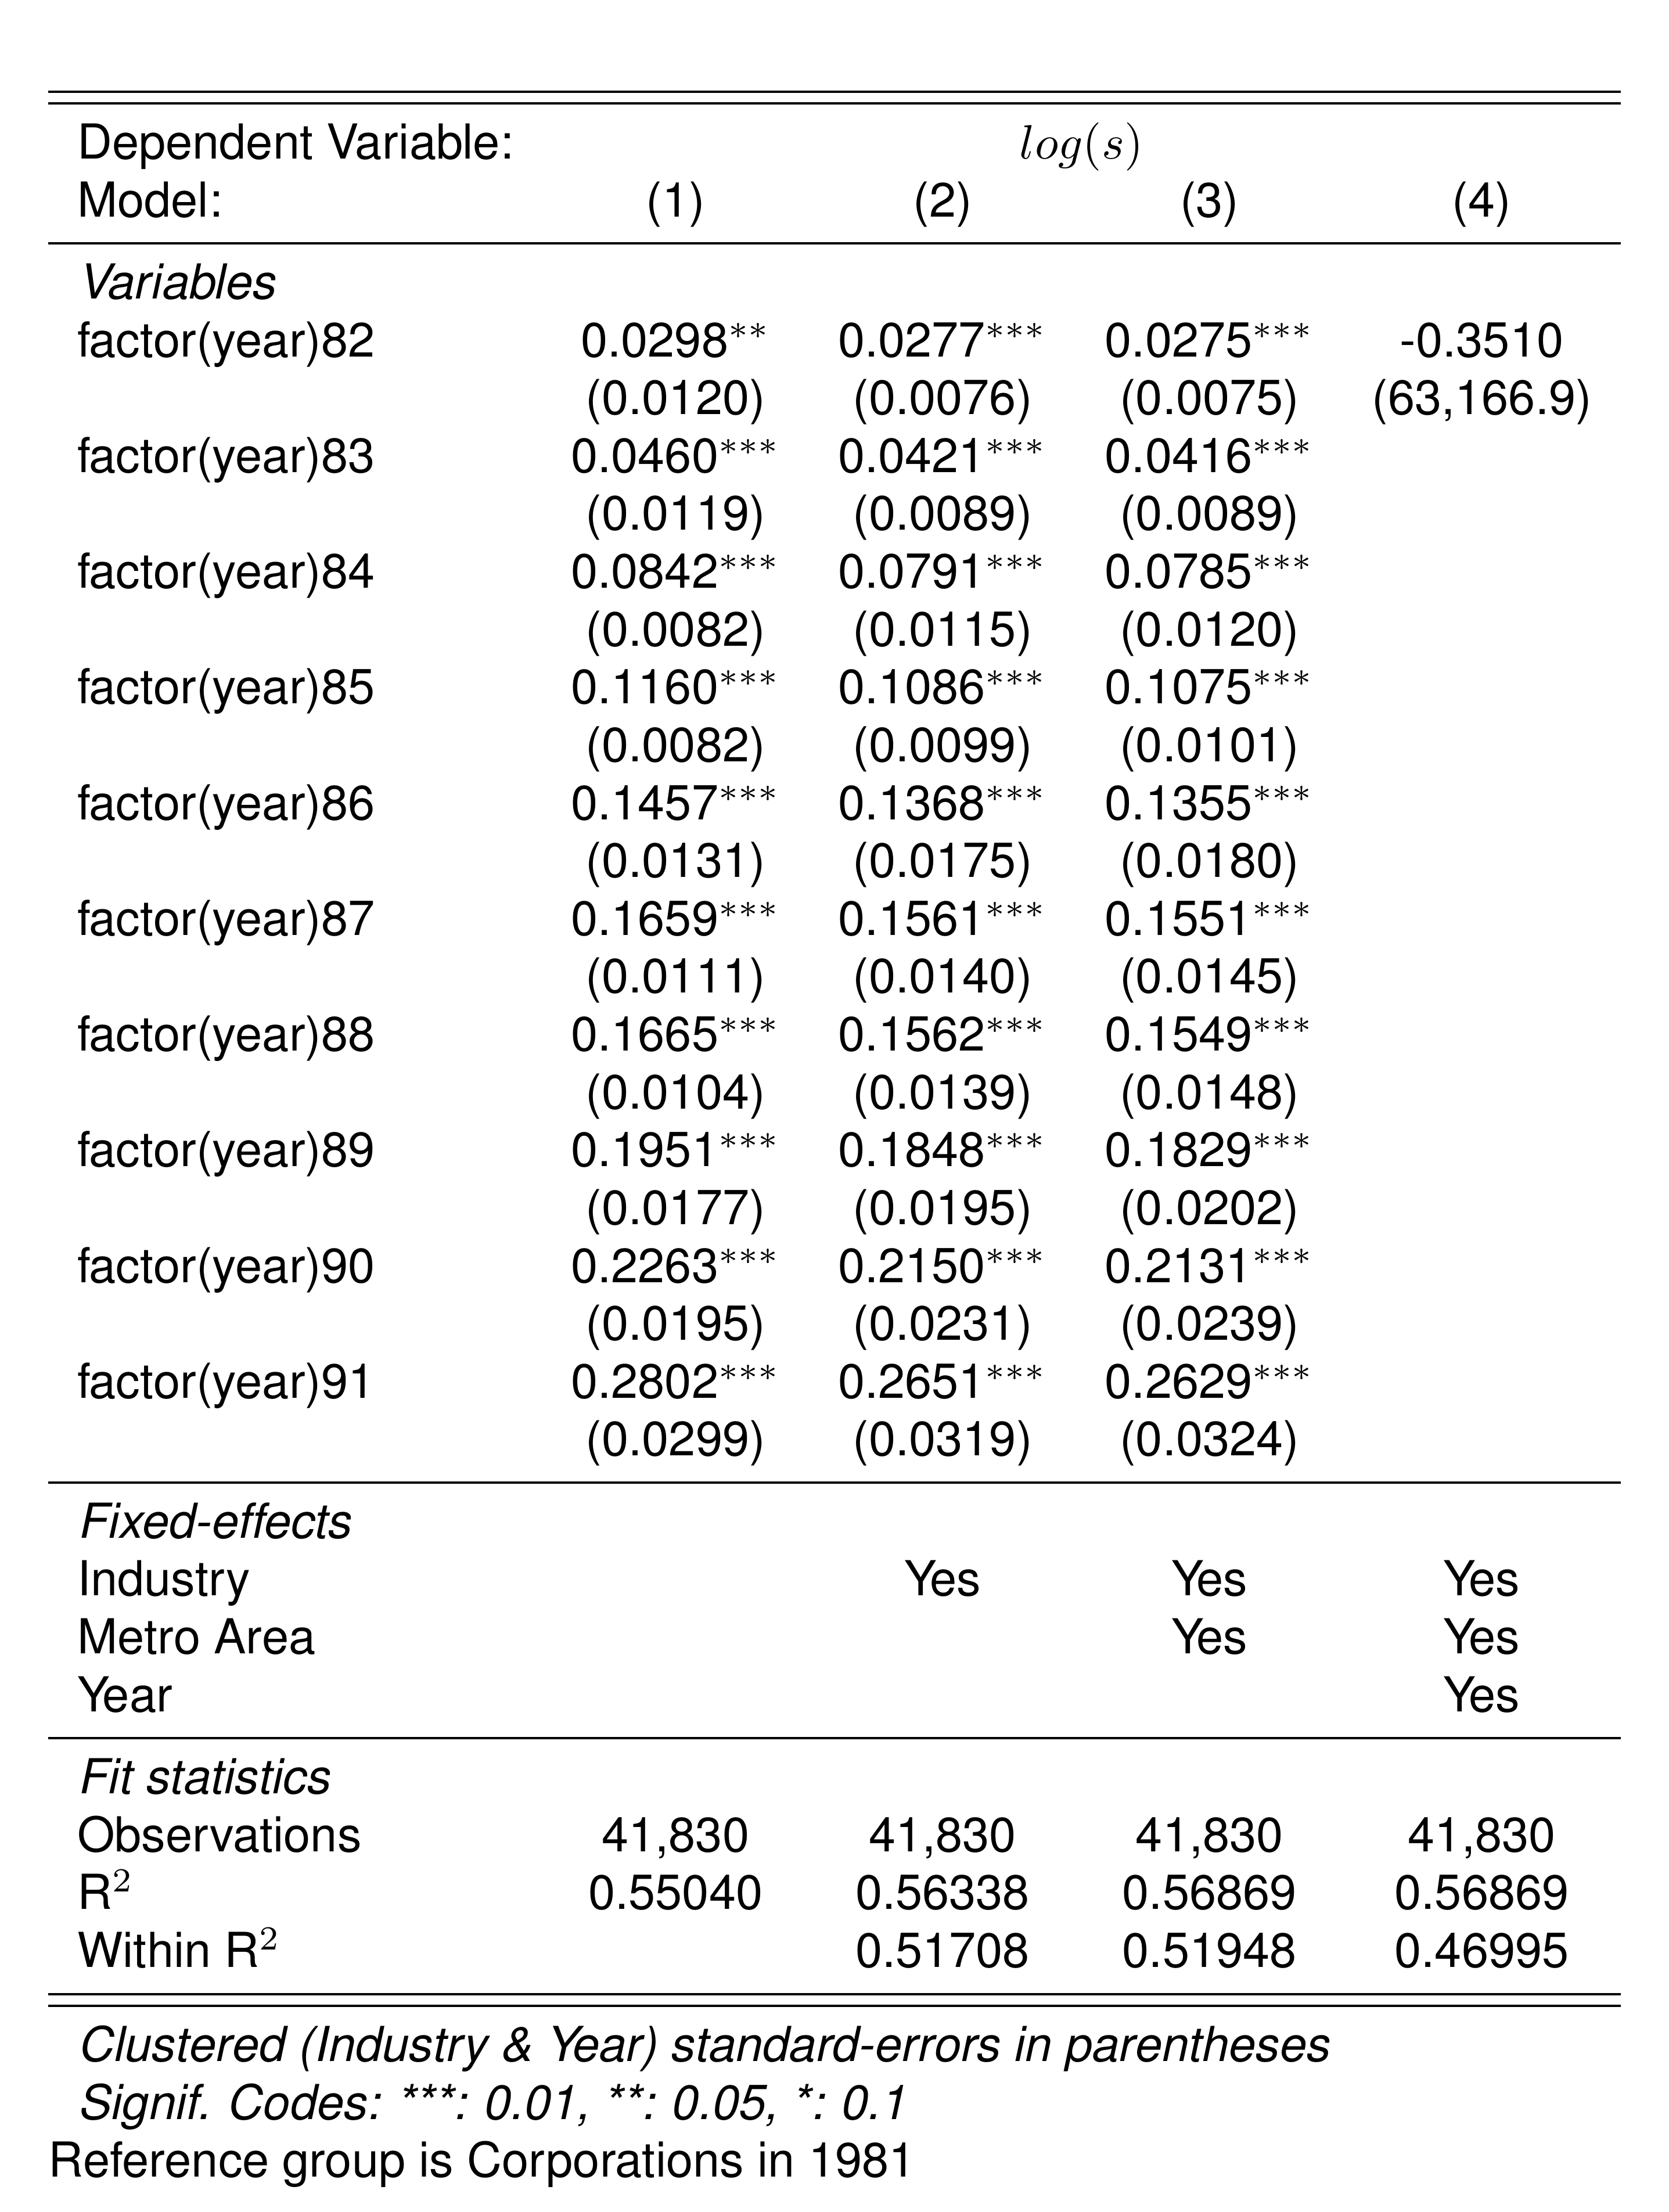 Dependent Variable: log(s)
Model: (1) (2) (3) (4)
Variables
factor(year)82 0.0298** 0.0277*** 0.0275*** -0.3510
(0.0120) (0.0076) (0.0075) (63,166.9)
factor(year)83 0.0460*** 0.0421*** 0.0416***
(0.0119) (0.0089) (0.0089)
factor(year)84 0.0842*** 0.0791*** 0.0785***
(0.0082) (0.0115) (0.0120)
factor(year)85 0.1160*** 0.1086*** 0.1075***
(0.0082) (0.0099) (0.0101)
factor(year)86 0.1457*** 0.1368*** 0.1355***
(0.0131) (0.0175) (0.0180)
factor(year)87 0.1659*** 0.1561*** 0.1551***
(0.0111) (0.0140) (0.0145)
factor(year)88 0.1665*** 0.1562*** 0.1549***
(0.0104) (0.0139) (0.0148)
factor(year)89 0.1951*** 0.1848*** 0.1829***
(0.0177) (0.0195) (0.0202)
factor(year)90 0.2263*** 0.2150*** 0.2131***
(0.0195) (0.0231) (0.0239)
factor(year)91 0.2802*** 0.2651*** 0.2629***
(0.0299) (0.0319) (0.0324)
Fixed-effects
Industry Yes Yes Yes
Metro Area Yes Yes
Year Yes
Fit statistics
Observations 41,830 41,830 41,830 41,830
R² 0.55040 0.56338 0.56869 0.56869
Within R² 0.51708 0.51948 0.46995
Clustered (Industry & Year) standard-errors in parentheses
Signif. Codes: ***: 0.01, **: 0.05, *: 0.1
Reference group is Corporations in 1981